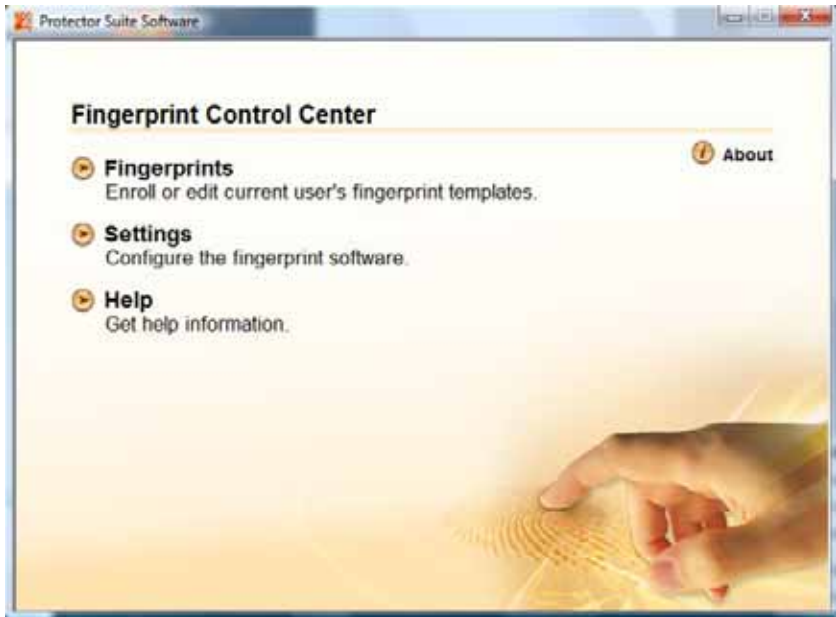 Protector Suite Software
Fingerprint Control Center
About
Fingerprints
Enroll or edit current user's fingerprint templates.
Settings
Configure the fingerprint software.
Help
Get help information.